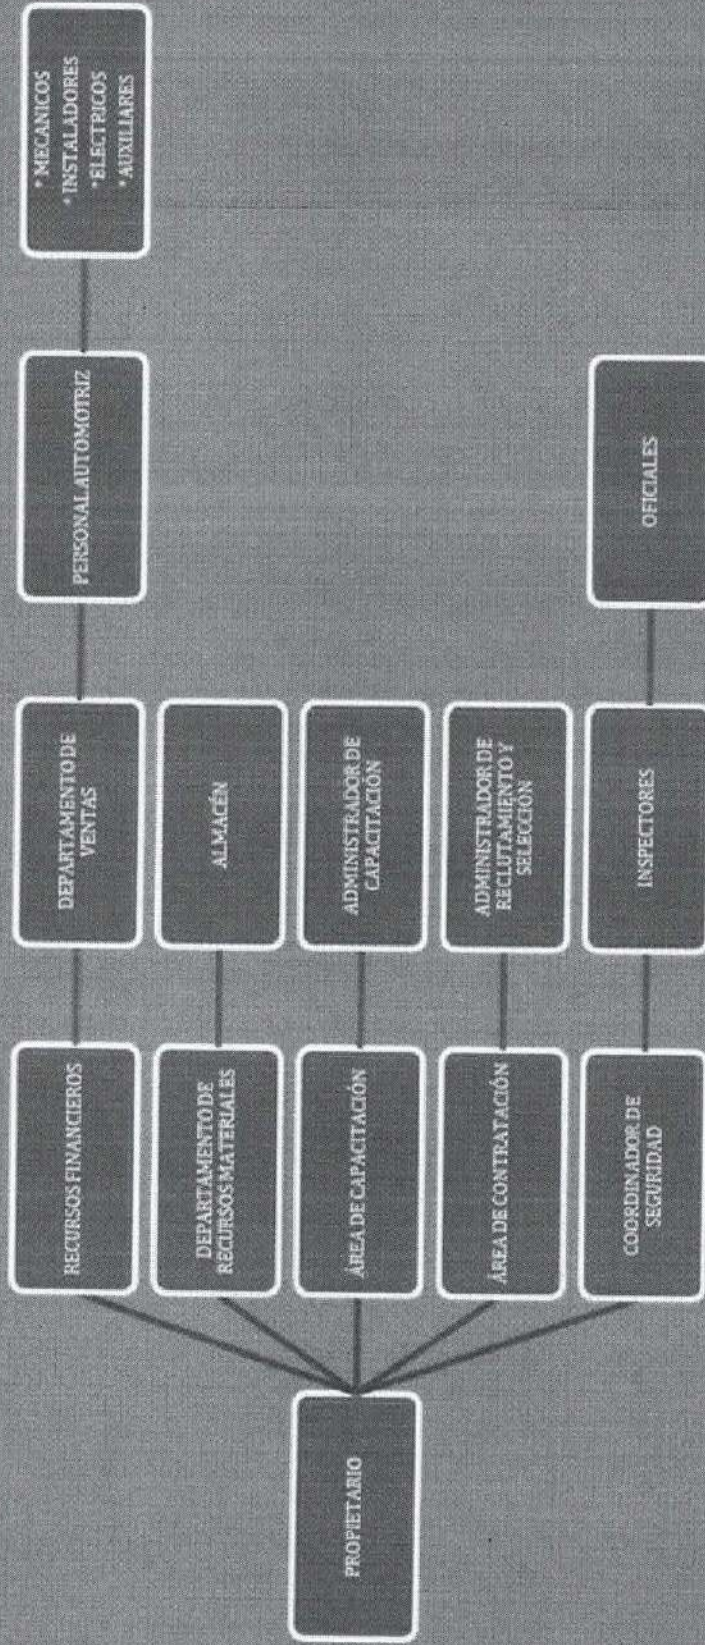 PROPIETARIO
RECURSOS FINANCIEROS
DEPARTAMENTO DE
VENTAS
PERSONAL AUTOMOTRIZ
* MECANICOS
* INSTALADORES
* ELECTRICOS
* AUXILIARES
DEPARTAMENTO DE
RECURSOS MATERIALES
ALMACÉN
ÁREA DE CAPACITACIÓN
ADMINISTRADOR DE
CAPACITACIÓN
ÁREA DE CONTRATACIÓN
ADMINISTRADOR DE
RECLUTAMIENTO Y
SELECCIÓN
COORDINADOR DE
SEGURIDAD
INSPECTORES
OFICIALES